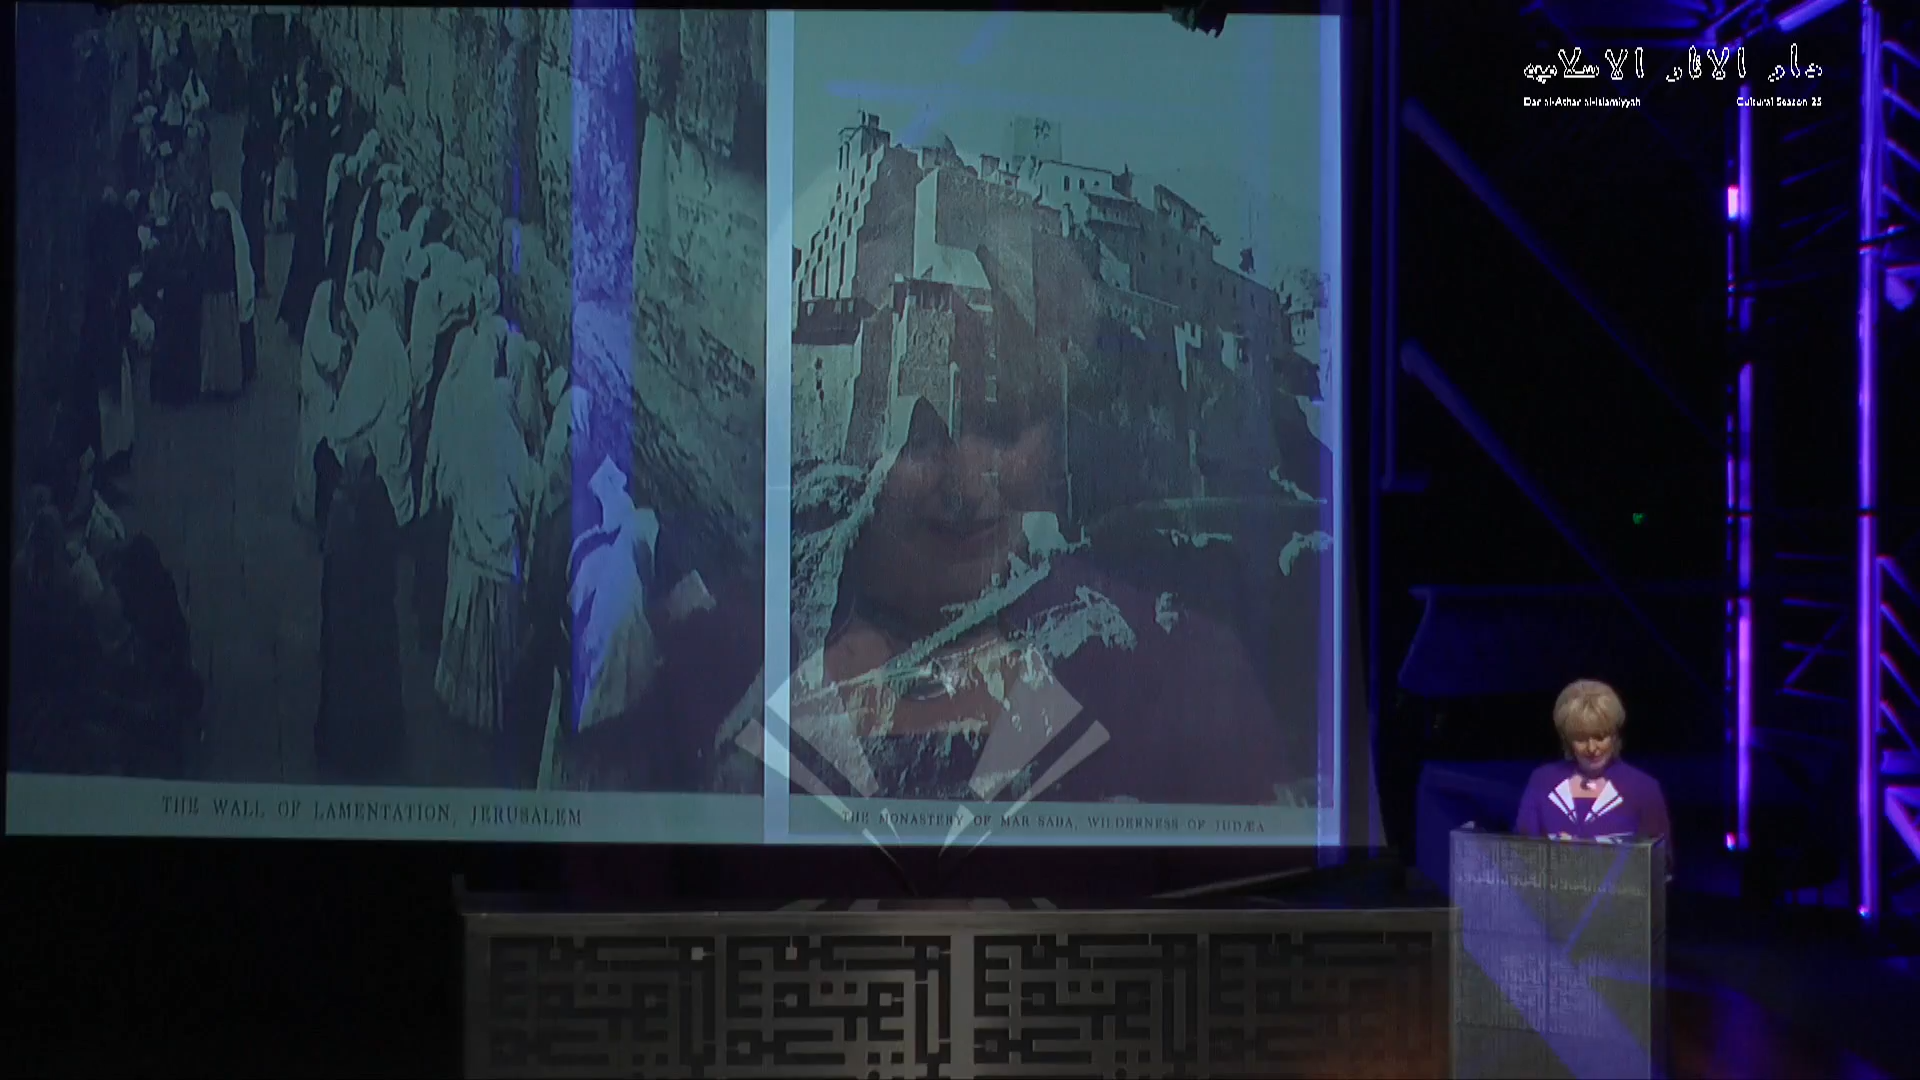 دار الآثار الاسلاميه
Dar al-Athar al-Islamiyyah
Cultural Season 25
THE WALL OF LAMENTATION, JERUSALEM
THE MONASTERY OF MAR SABA, WILDERNESS OF JUDÆA